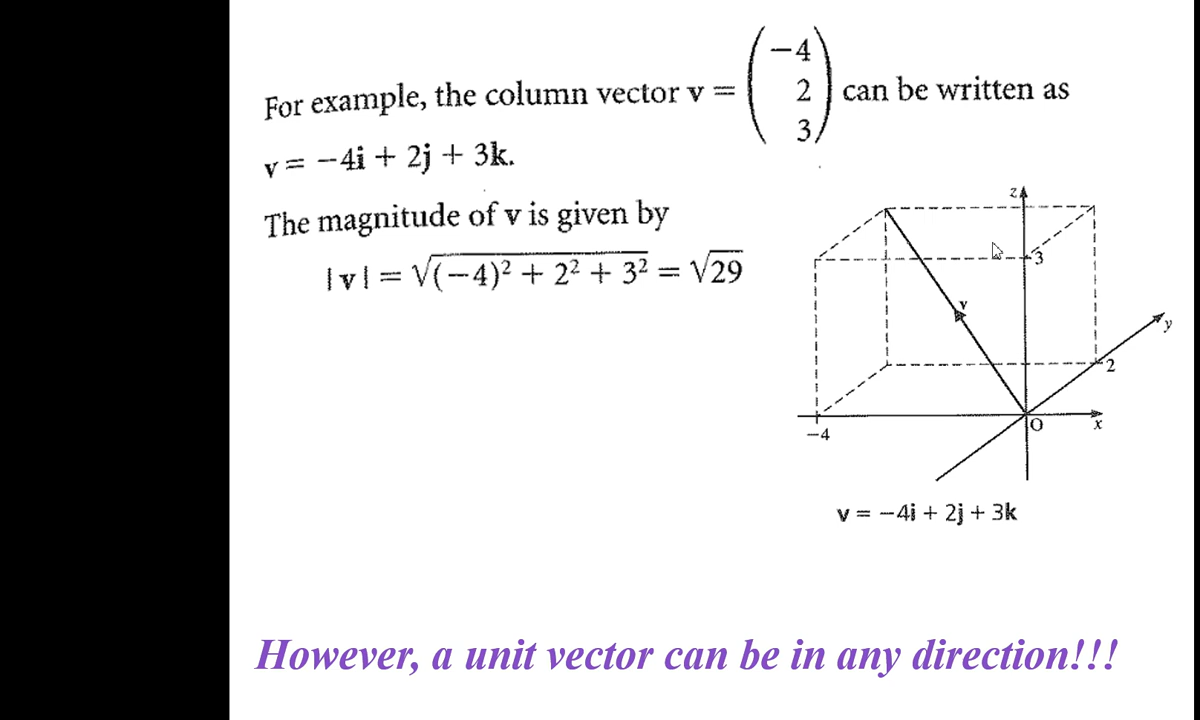 −4
For example, the column vector v = 2 can be written as
3
v = −4i + 2j + 3k.
The magnitude of v is given by
|v| = √(−4)² + 2² + 3² = √29
z
3
v
y
2
O
x
−4
v = −4i + 2j + 3k
However, a unit vector can be in any direction!!!